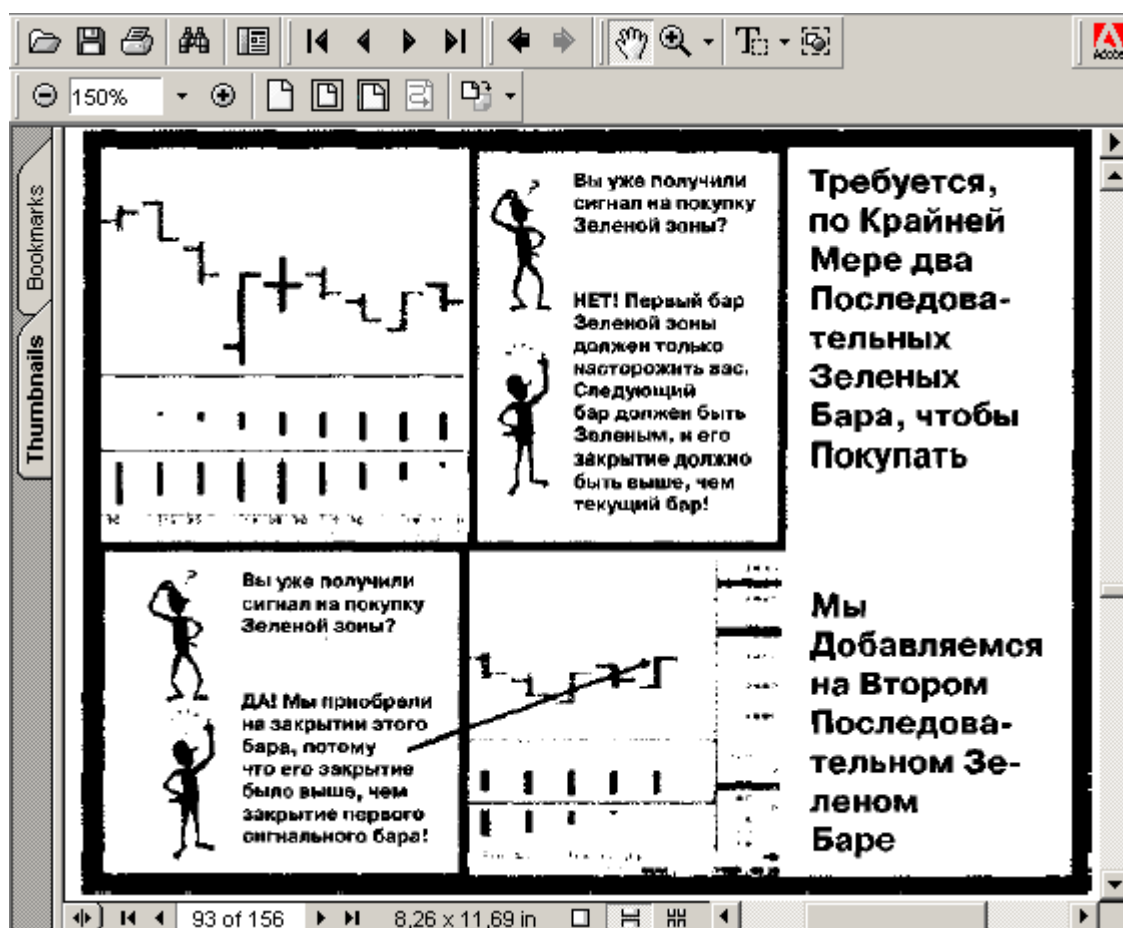 Adobe
150%
Bookmarks
Thumbnails
Вы уже получили
сигнал на покупку
Зеленой зоны?
НЕТ! Первый бар
Зеленой зоны
должен только
насторожить вас.
Следующий
бар должен быть
Зеленым, и его
закрытие должно
быть выше, чем
текущий бар!
Требуется,
по Крайней
Мере два
Последова-
тельных
Зеленых
Бара, чтобы
Покупать
Вы уже получили
сигнал на покупку
Зеленой зоны?
ДА! Мы приобрели
на закрытии этого
бара, потому
что его закрытие
было выше, чем
закрытие первого
сигнального бара!
Мы
Добавляемся
на Втором
Последова-
тельном Зе-
леном
Баре
93 of 156
8,26 x 11,69 in